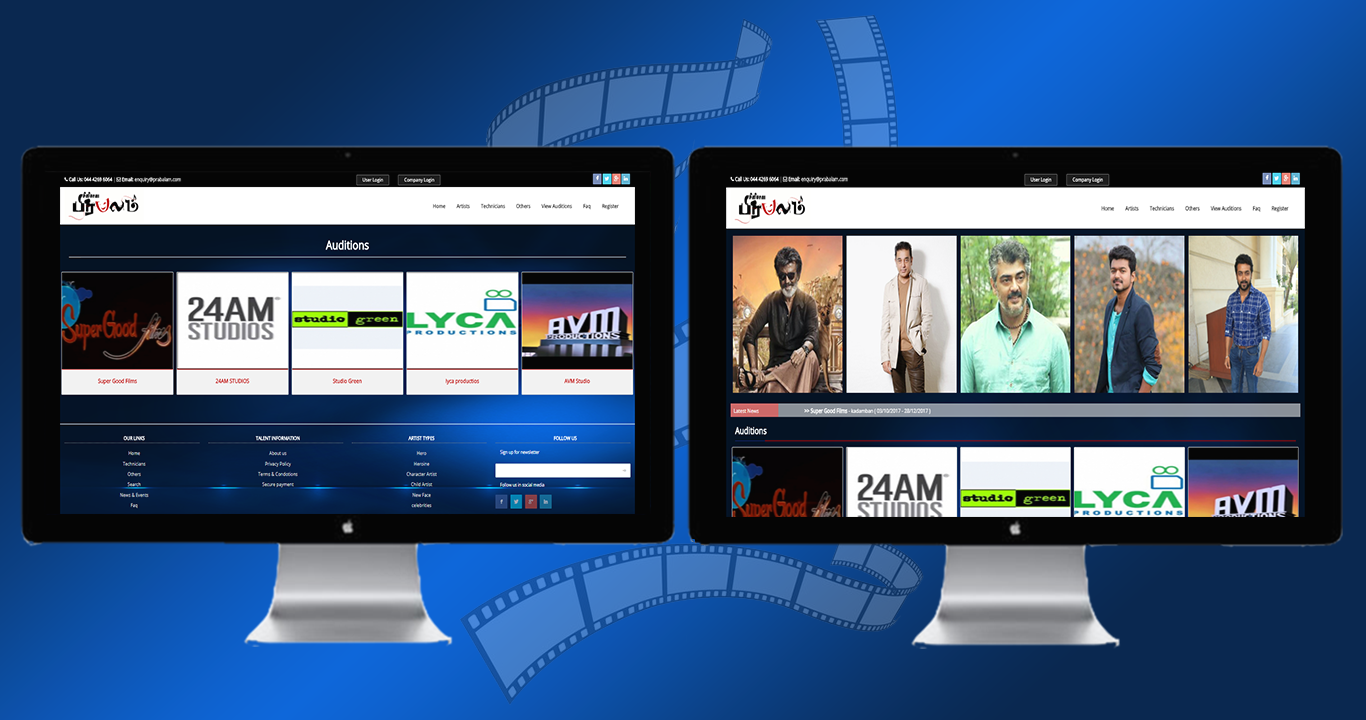 Call Us: 044 4269 6064 | Email: enquiry@prabalam.com
User Login
Company Login
சினிமா
பிரபலம்
Home Artists Technicians Others View Auditions Faq Register
Auditions
Super Good Films
24AM STUDIOS
studio green
LYCA PRODUCTIONS
AVM PRODUCTIONS
Super Good Films
24AM STUDIOS
Studio Green
lyca productios
AVM Studio
OUR LINKS
Home
Technicians
Others
Search
News & Events
Faq
TALENT INFORMATION
About us
Privacy Policy
Terms & Condotions
Secure payment
ARTIST TYPES
Hero
Heroine
Character Artist
Child Artist
New Face
celebrities
FOLLOW US
Sign up for newsletter
Follow us in social media
Call Us: 044 4269 6064 | Email: enquiry@prabalam.com
User Login
Company Login
சினிமா
பிரபலம்
Home Artists Technicians Others View Auditions Faq Register
Latest News
>> Super Good Films - kadamban ( 03/10/2017 - 28/12/2017 )
Auditions
Super Good Films
24AM STUDIOS
studio green
LYCA PRODUCTIONS
AVM PRODUCTIONS